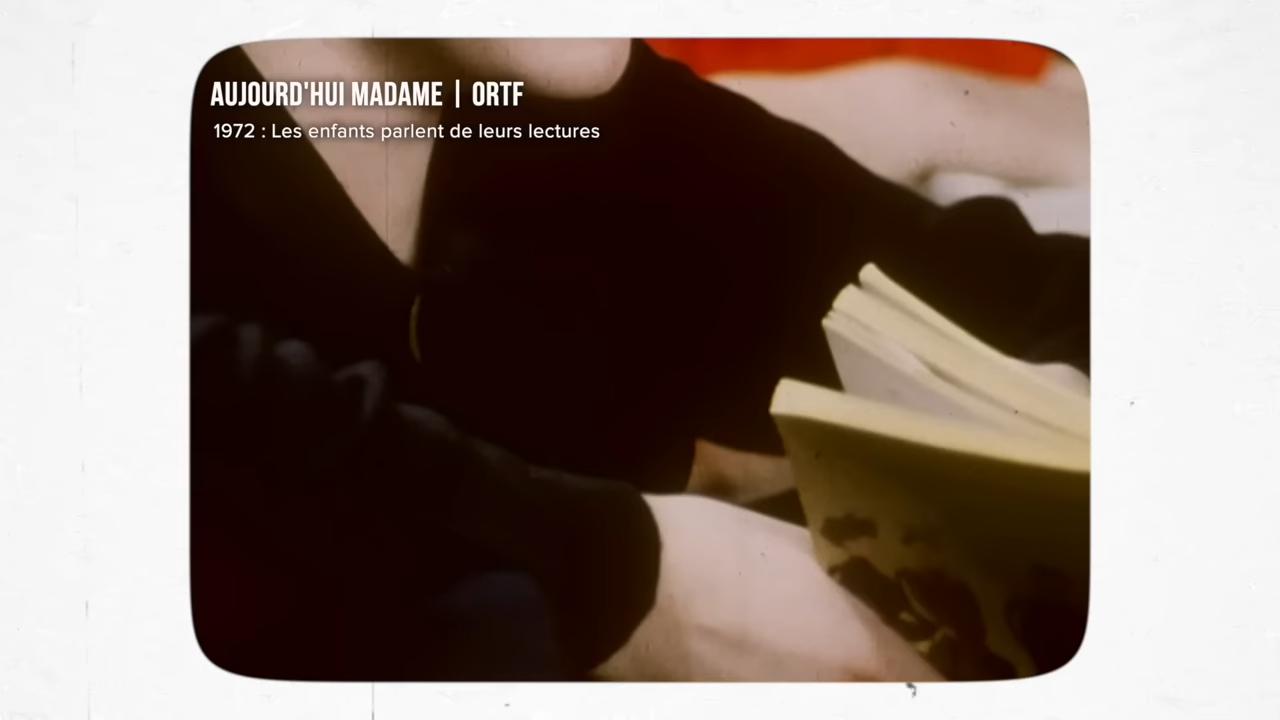 AUJOURD'HUI MADAME | ORTF
1972 : Les enfants parlent de leurs lectures